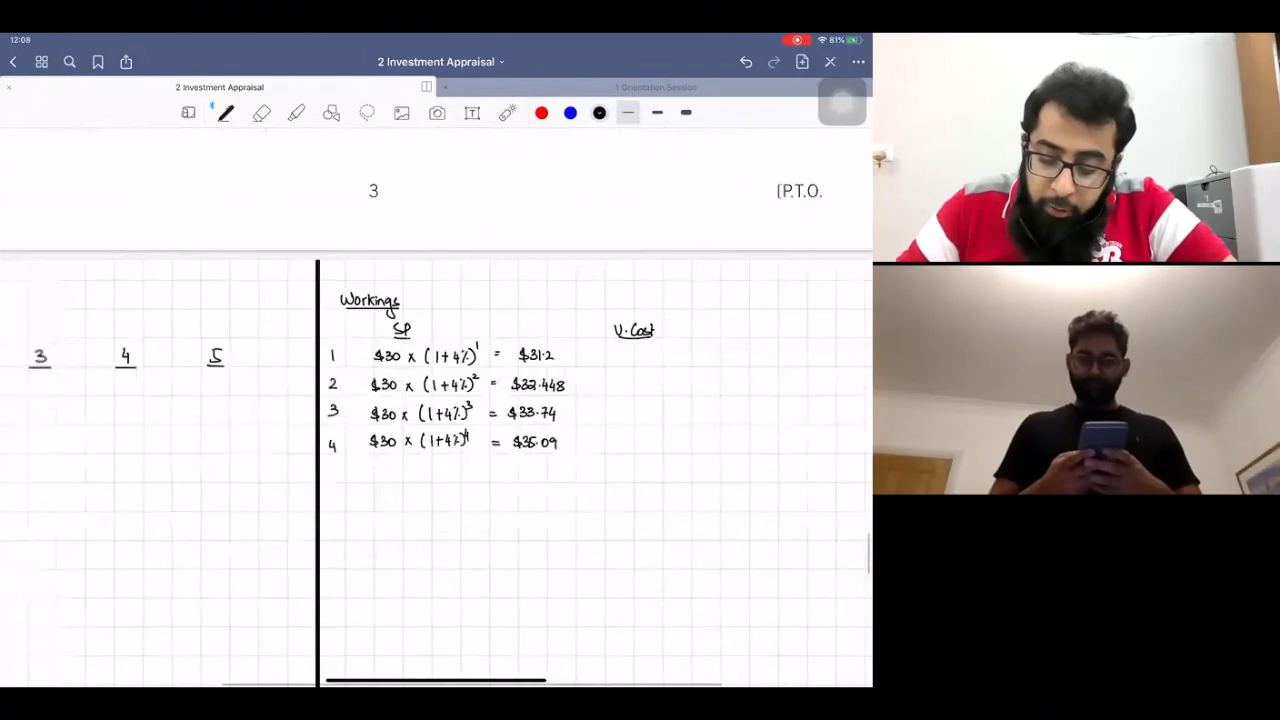 12:08
81%
2 Investment Appraisal
2 Investment Appraisal
1 Orientation Session
3 [P.T.O.
Workings
SP V. Cost
1 $30 × (1+4%)^1 = $31.2
2 $30 × (1+4%)^2 = $32.448
3 $30 × (1+4%)^3 = $33.74
4 $30 × (1+4%)^4 = $35.09
3 4 5